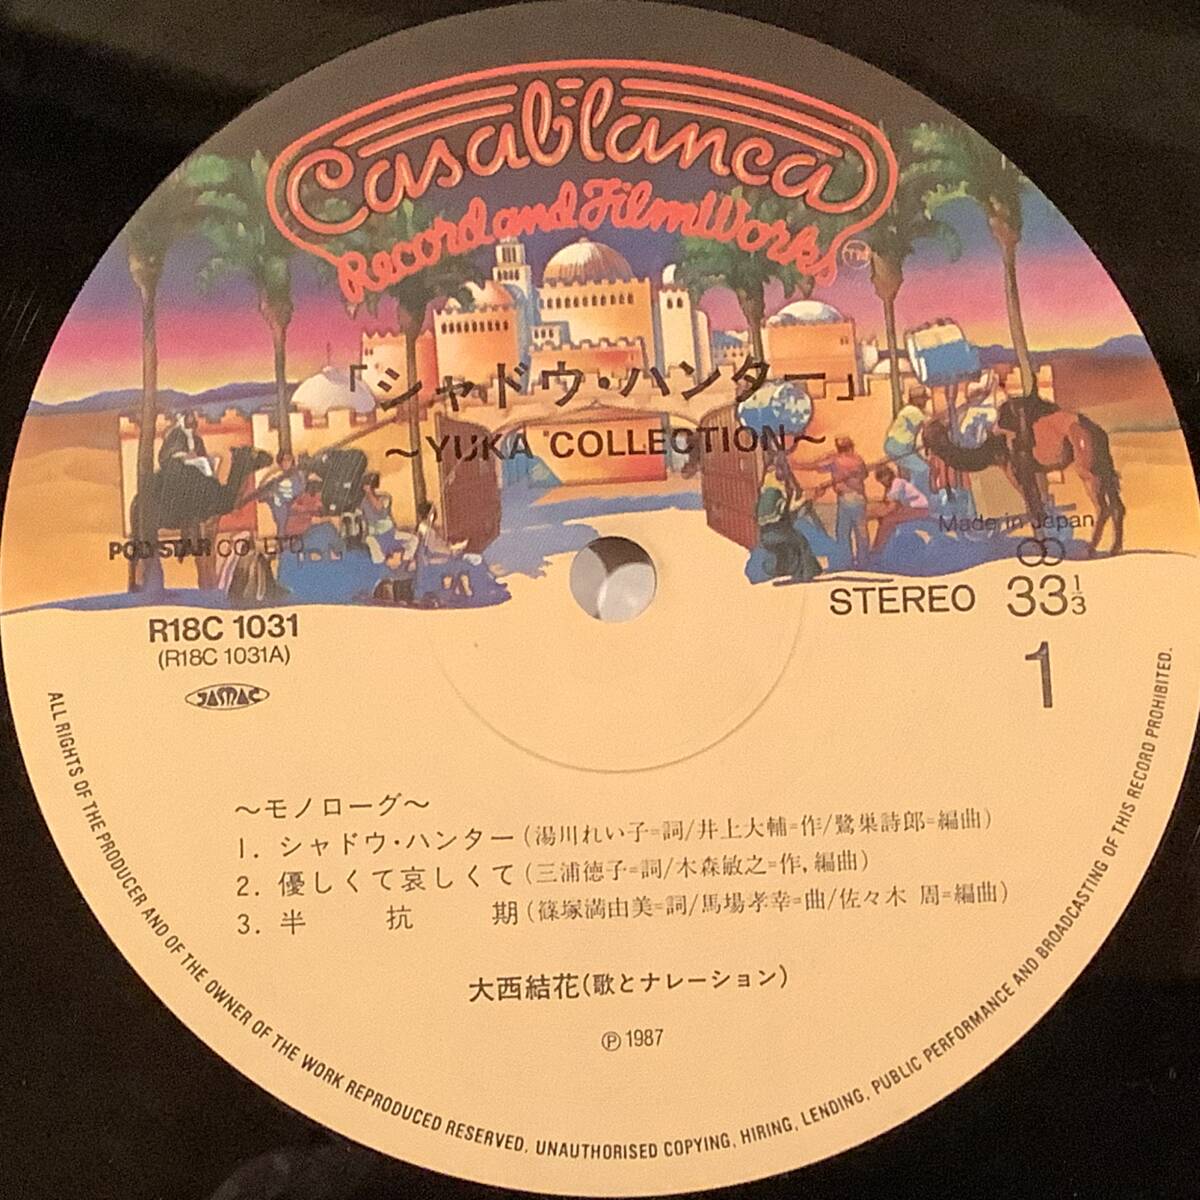 Casablanca
Record and FilmWorks
TM
「シャドウ・ハンター」
～YUKA COLLECTION～
Made in Japan
POLYSTAR CO., LTD.
STEREO 33 1/3
R18C 1031
(R18C 1031A)
1
JASRAC
～モノローグ～
1. シャドウ・ハンター (湯川れい子=詞/井上大輔=作/鷺巣詩郎=編曲)
2. 優しくて哀しくて (三浦徳子=詞/木森敏之=作,編曲)
3. 半抗期 (篠塚満由美=詞/馬場孝幸=曲/佐々木 周=編曲)
大西結花(歌とナレーション)
Ⓟ1987
ALL RIGHTS OF THE PRODUCER AND OF THE OWNER OF THE WORK REPRODUCED RESERVED. UNAUTHORISED COPYING, HIRING, LENDING, PUBLIC PERFORMANCE AND BROADCASTING OF THIS RECORD PROHIBITED.